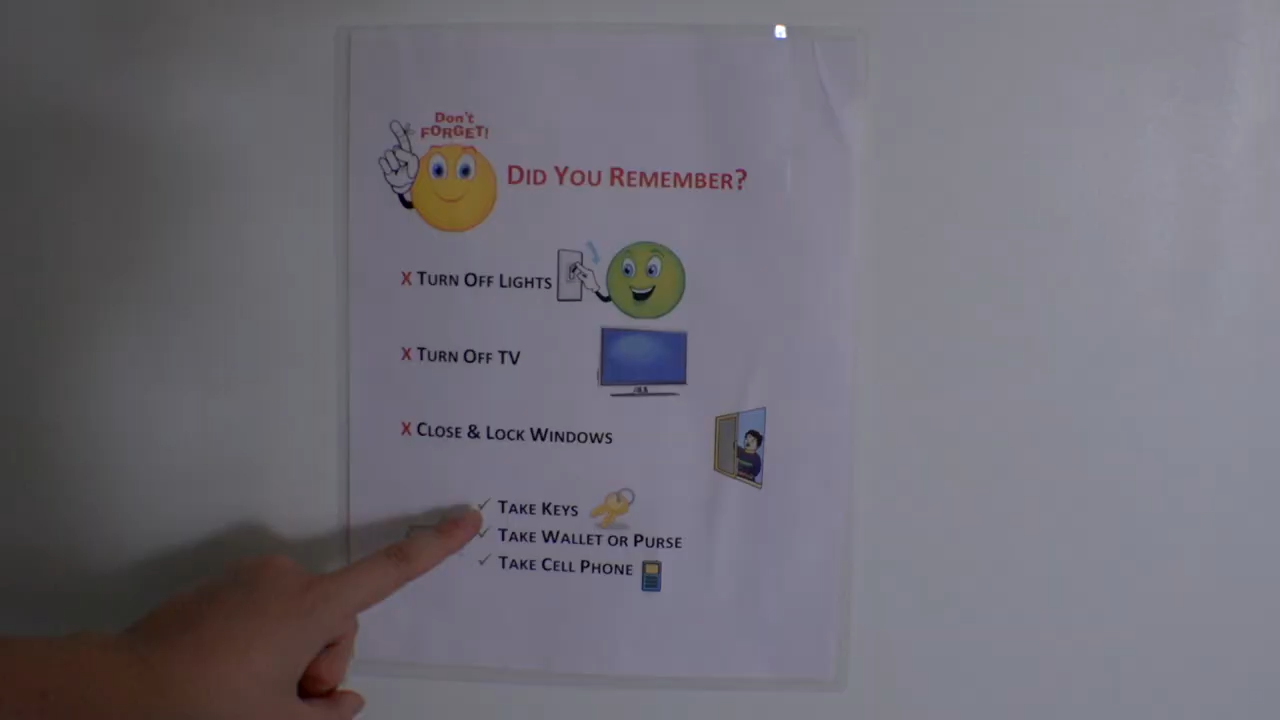 Don't
FORGET!
DID YOU REMEMBER?
X TURN OFF LIGHTS
X TURN OFF TV
X CLOSE & LOCK WINDOWS
✓ TAKE KEYS
✓ TAKE WALLET OR PURSE
✓ TAKE CELL PHONE